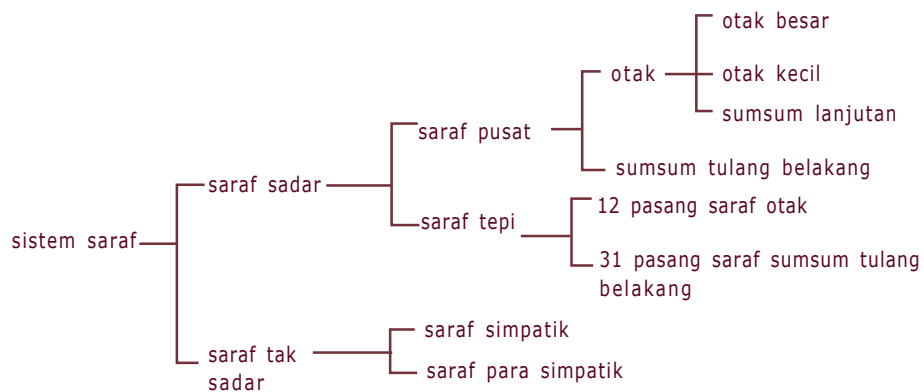 otak besar
otak
otak kecil
sumsum lanjutan
saraf pusat
sumsum tulang belakang
saraf sadar
12 pasang saraf otak
saraf tepi
sistem saraf
31 pasang saraf sumsum tulang
belakang
saraf simpatik
saraf tak
sadar
saraf para simpatik